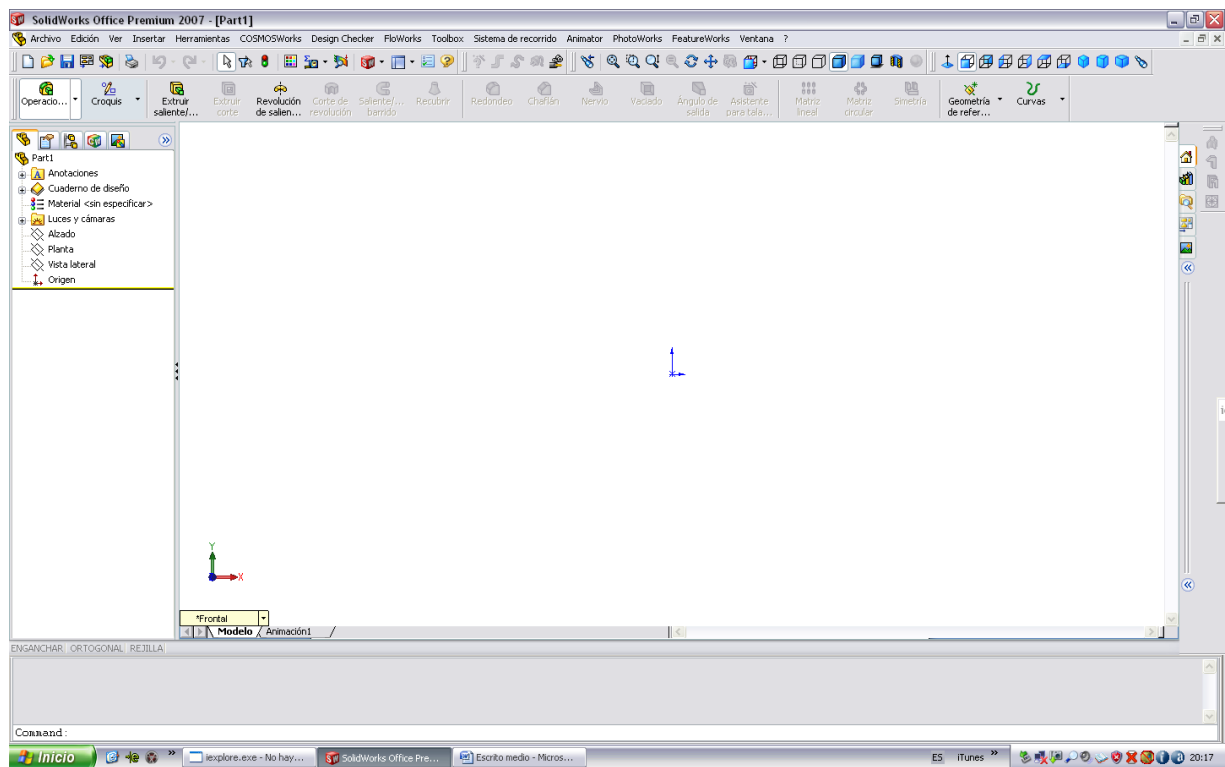 SolidWorks Office Premium 2007 - [Part1]
Archivo Edición Ver Insertar Herramientas COSMOSWorks Design Checker FloWorks Toolbox Sistema de recorrido Animator PhotoWorks FeatureWorks Ventana ?
Operacio... Croquis Extruir saliente/... Extruir corte Revolución de salien... Corte de revolución Saliente/... barrido Recubrir Redondeo Chaflán Nervio Vaciado Ángulo de salida Asistente para tala... Matriz lineal Matriz circular Simetría Geometría de refer... Curvas
Part1
Anotaciones
Cuaderno de diseño
Material <sin especificar>
Luces y cámaras
Alzado
Planta
Vista lateral
Origen
Y
X
*Frontal
Modelo Animación1
ENGANCHAR ORTOGONAL REJILLA
Command:
Inicio iexplore.exe - No hay... SolidWorks Office Pre... Escrito medio - Micros... ES iTunes 20:17